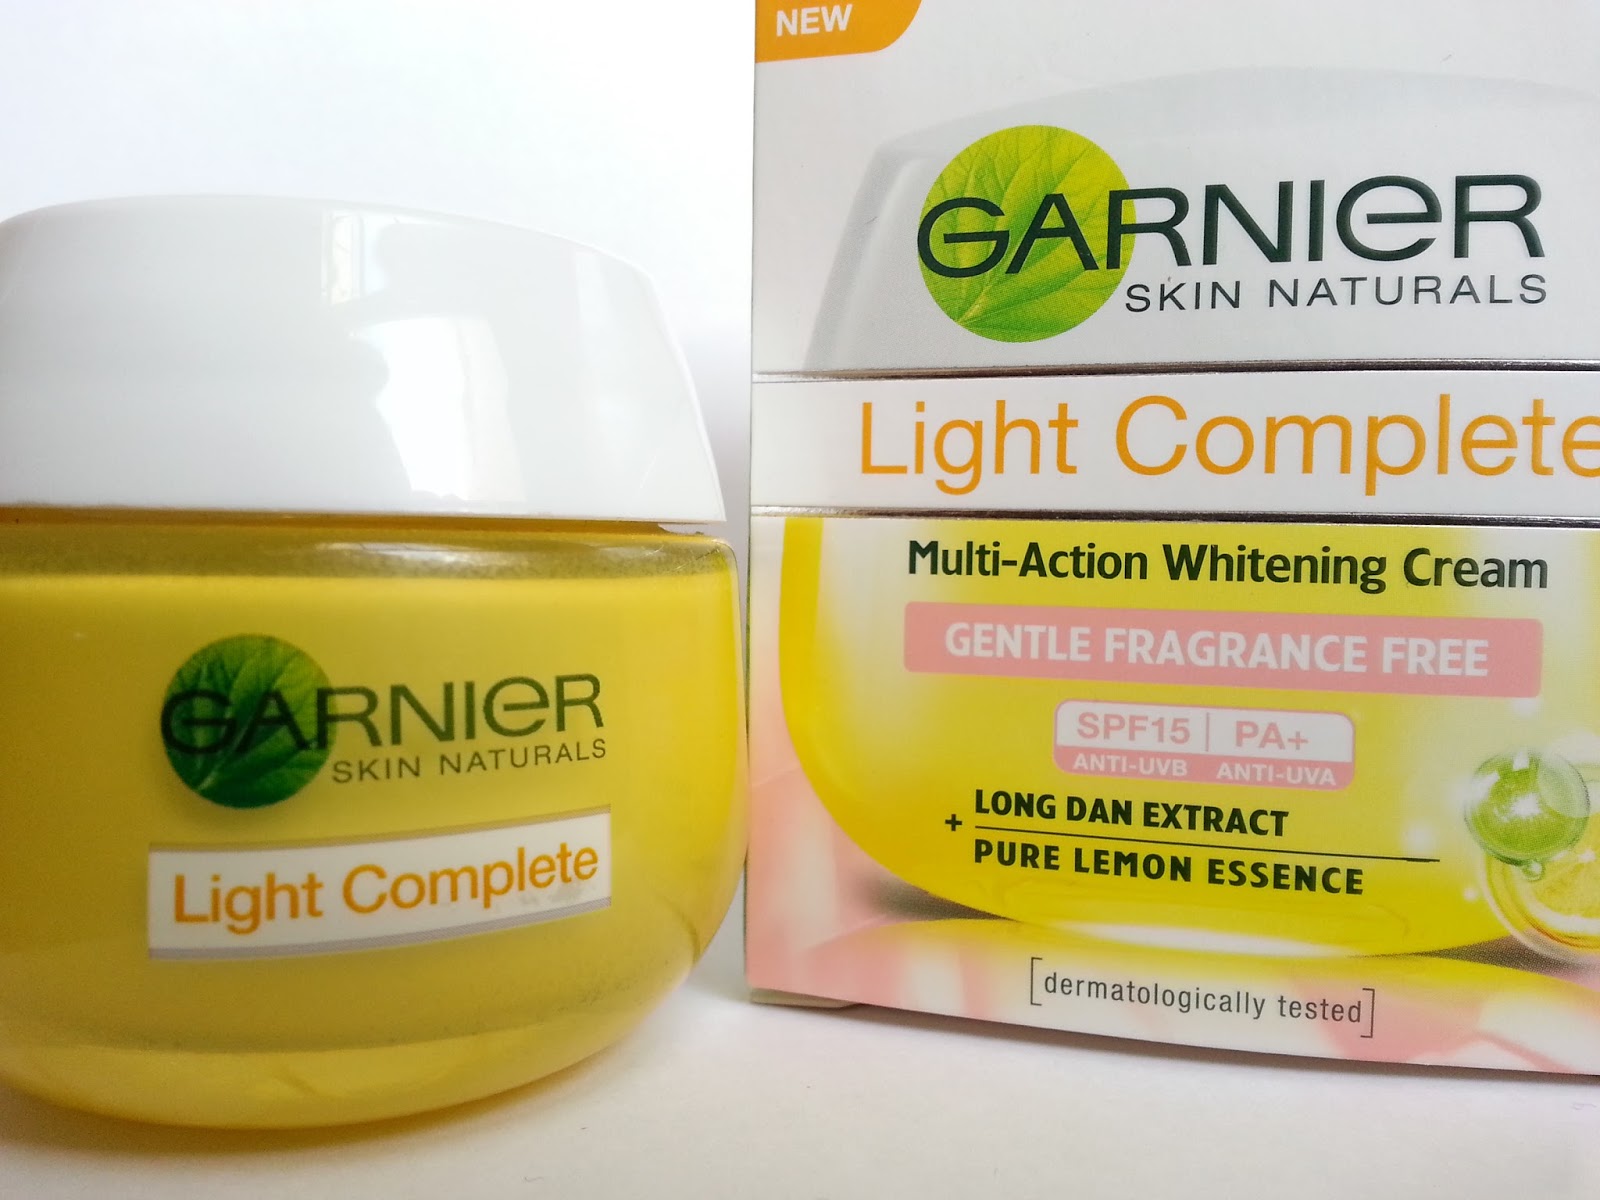 GARNIER
SKIN NATURALS
Light Complete
NEW
GARNIER
SKIN NATURALS
Light Complete
Multi-Action Whitening Cream
GENTLE FRAGRANCE FREE
SPF15 | PA+
ANTI-UVB ANTI-UVA
+ LONG DAN EXTRACT
PURE LEMON ESSENCE
[dermatologically tested]